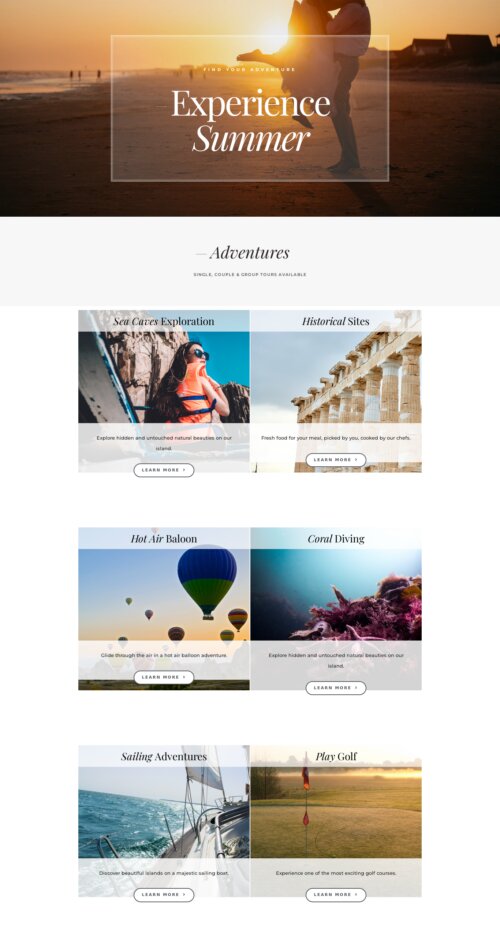 FIND YOUR ADVENTURE
Experience
Summer
— Adventures
SINGLE, COUPLE & GROUP TOURS AVAILABLE
Sea Caves Exploration
Historical Sites
Explore hidden and untouched natural beauties on our
island.
LEARN MORE >
Fresh food for your meal, picked by you, cooked by our chefs.
LEARN MORE >
Hot Air Baloon
Coral Diving
Glide through the air in a hot air balloon adventure.
LEARN MORE >
Explore hidden and untouched natural beauties on our
island.
LEARN MORE >
Sailing Adventures
Play Golf
Discover beautiful islands on a majestic sailing boat.
LEARN MORE >
Experience one of the most exciting golf courses.
LEARN MORE >